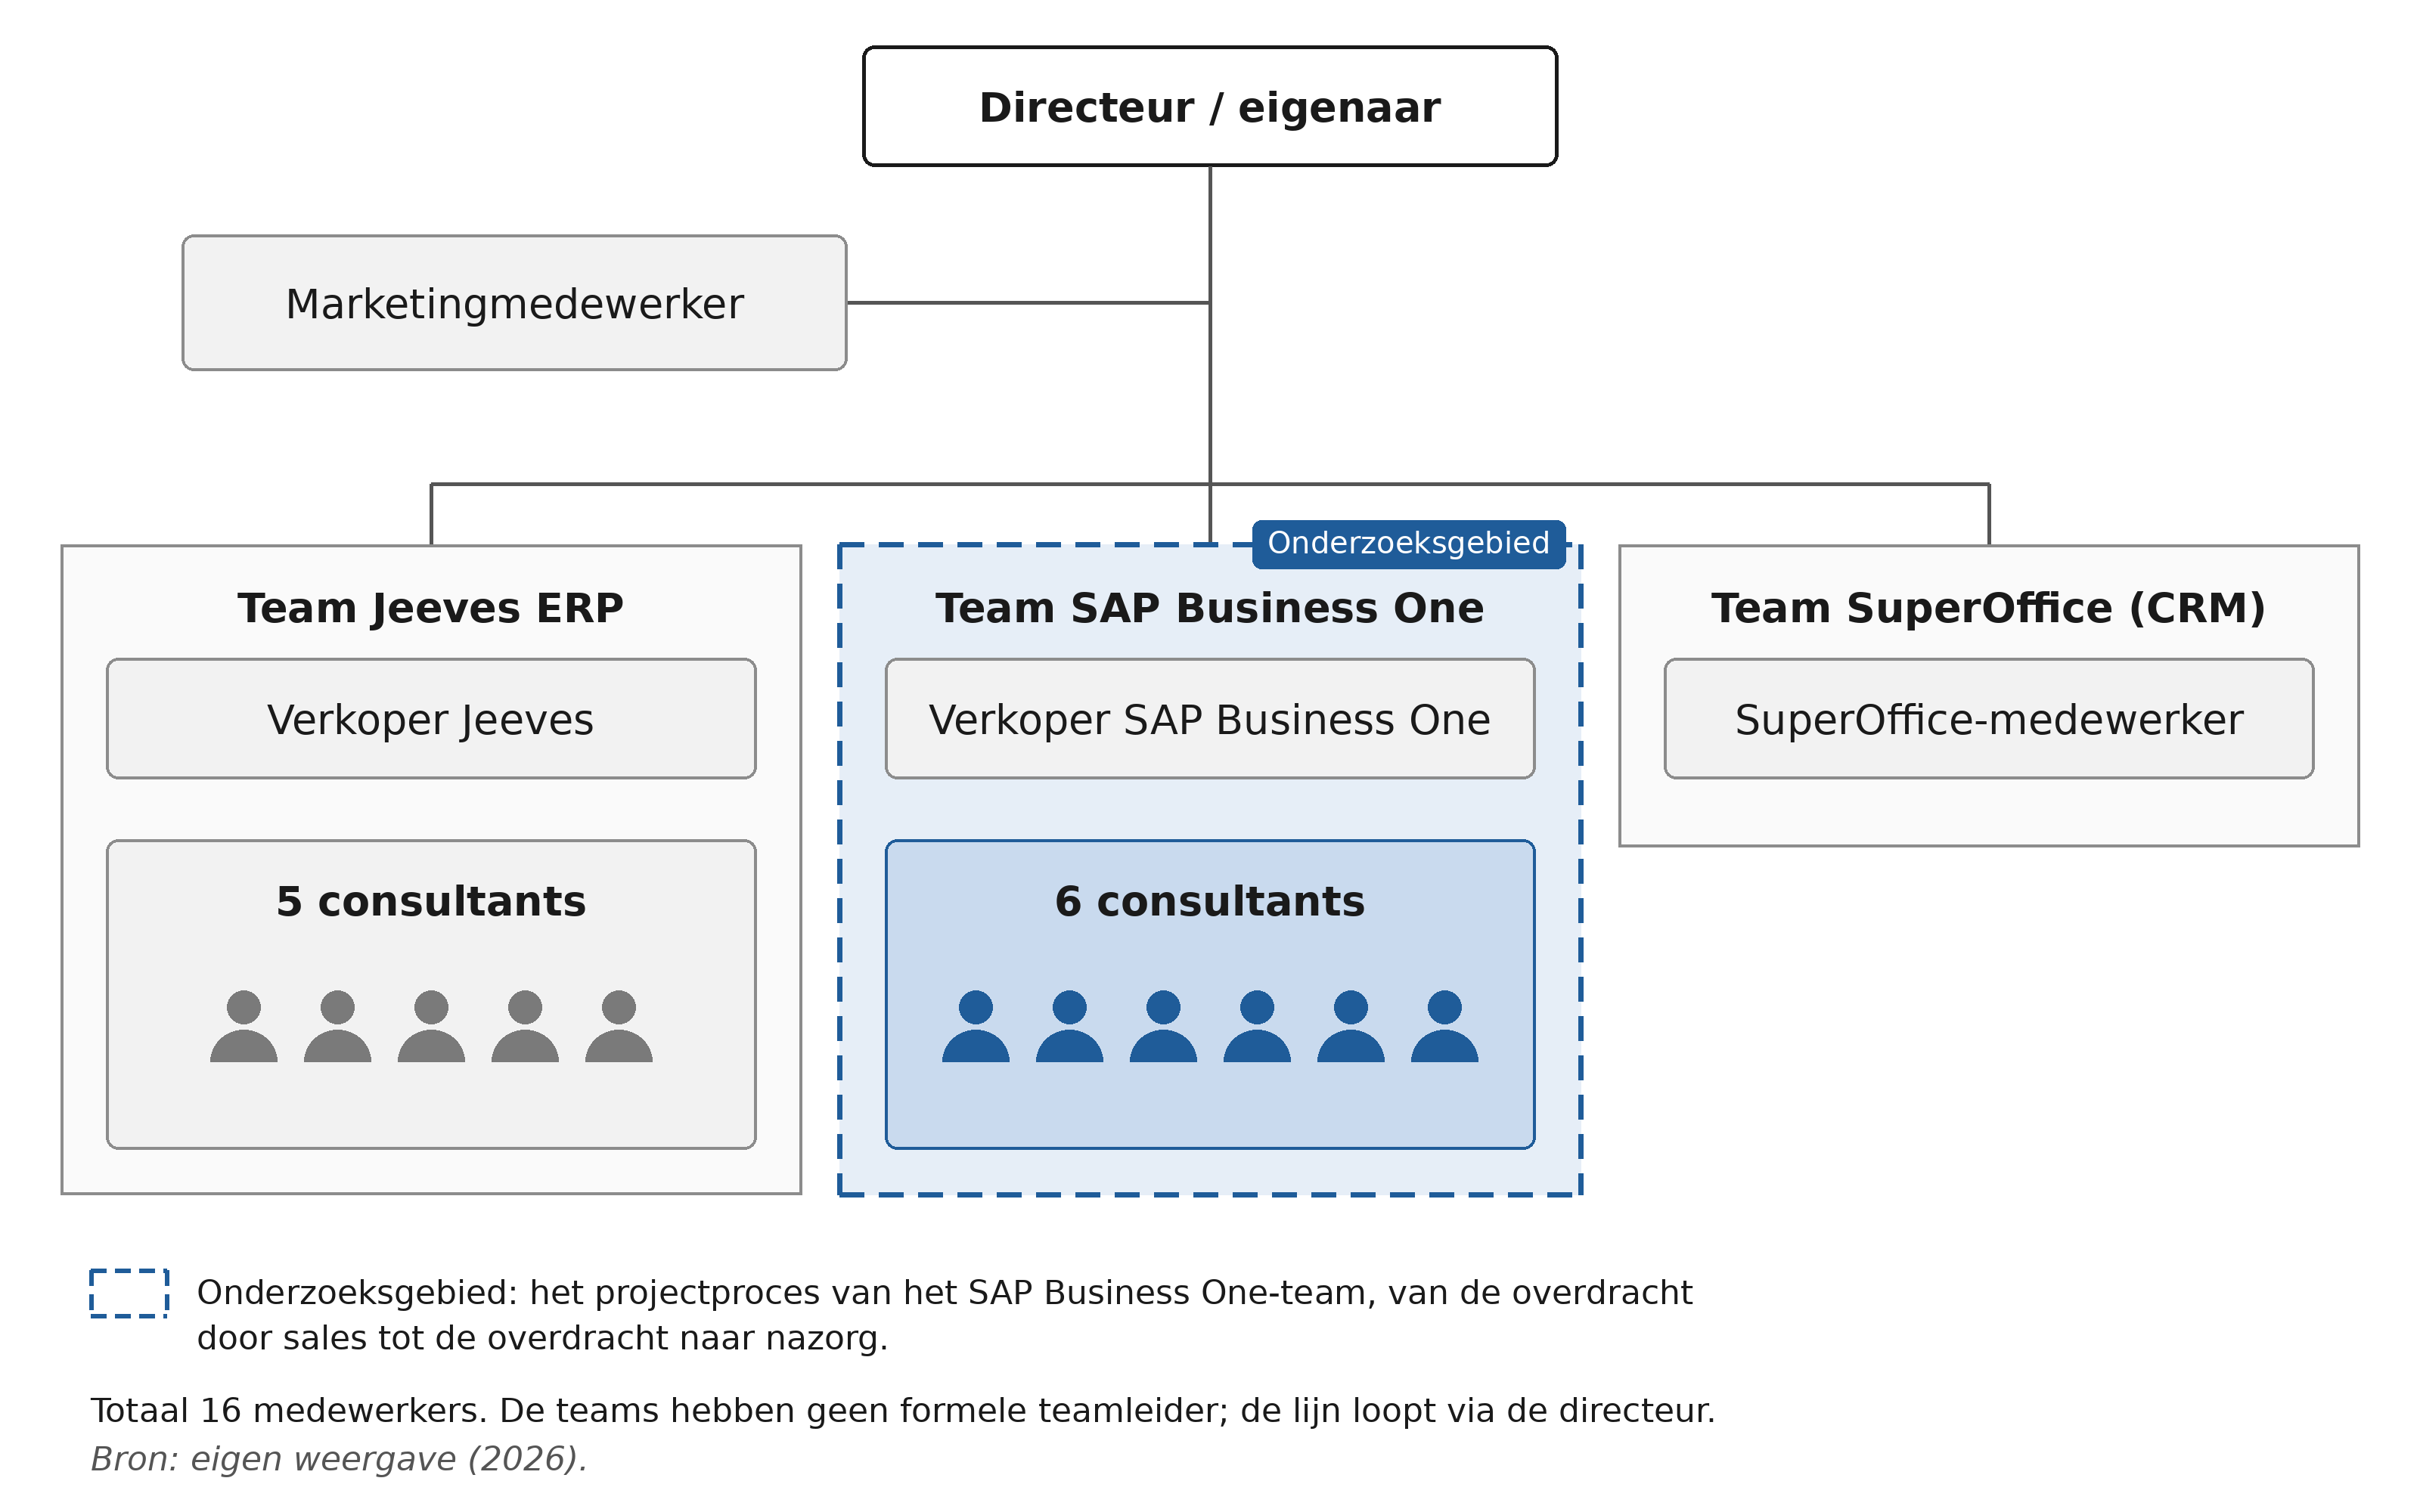 Directeur / eigenaar
Marketingmedewerker
Onderzoeksgebied
Team Jeeves ERP
Verkoper Jeeves
5 consultants
Team SAP Business One
Verkoper SAP Business One
6 consultants
Team SuperOffice (CRM)
SuperOffice-medewerker
Onderzoeksgebied: het projectproces van het SAP Business One-team, van de overdracht
door sales tot de overdracht naar nazorg.
Totaal 16 medewerkers. De teams hebben geen formele teamleider; de lijn loopt via de directeur.
Bron: eigen weergave (2026).